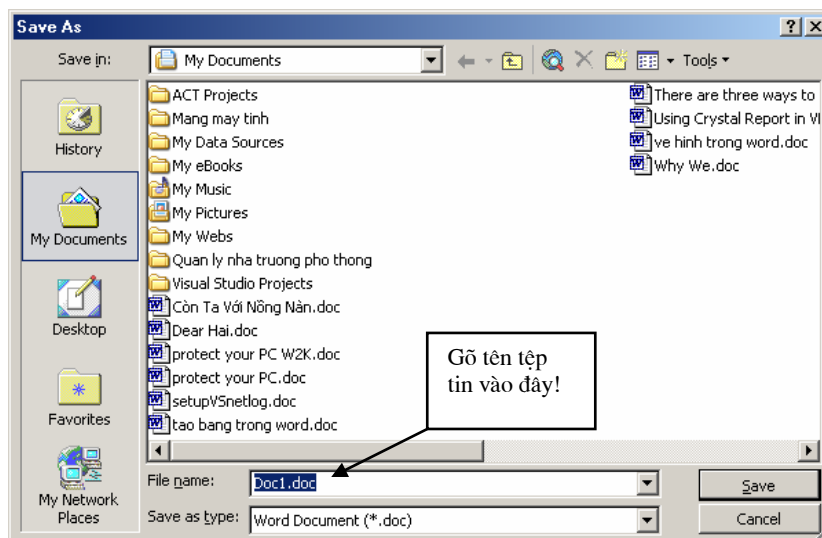 Save As
Save in:
My Documents
Tools
History
My Documents
Desktop
Favorites
My Network
Places
ACT Projects
Mang may tinh
My Data Sources
My eBooks
My Music
My Pictures
My Webs
Quan ly nha truong pho thong
Visual Studio Projects
Còn Ta Với Nồng Nàn.doc
Dear Hai.doc
protect your PC W2K.doc
protect your PC.doc
setupVSnetlog.doc
tao bang trong word.doc
There are three ways to
Using Crystal Report in VI
ve hinh trong word.doc
Why We.doc
Gõ tên tệp
tin vào đây!
File name:
Doc1.doc
Save
Save as type:
Word Document (*.doc)
Cancel